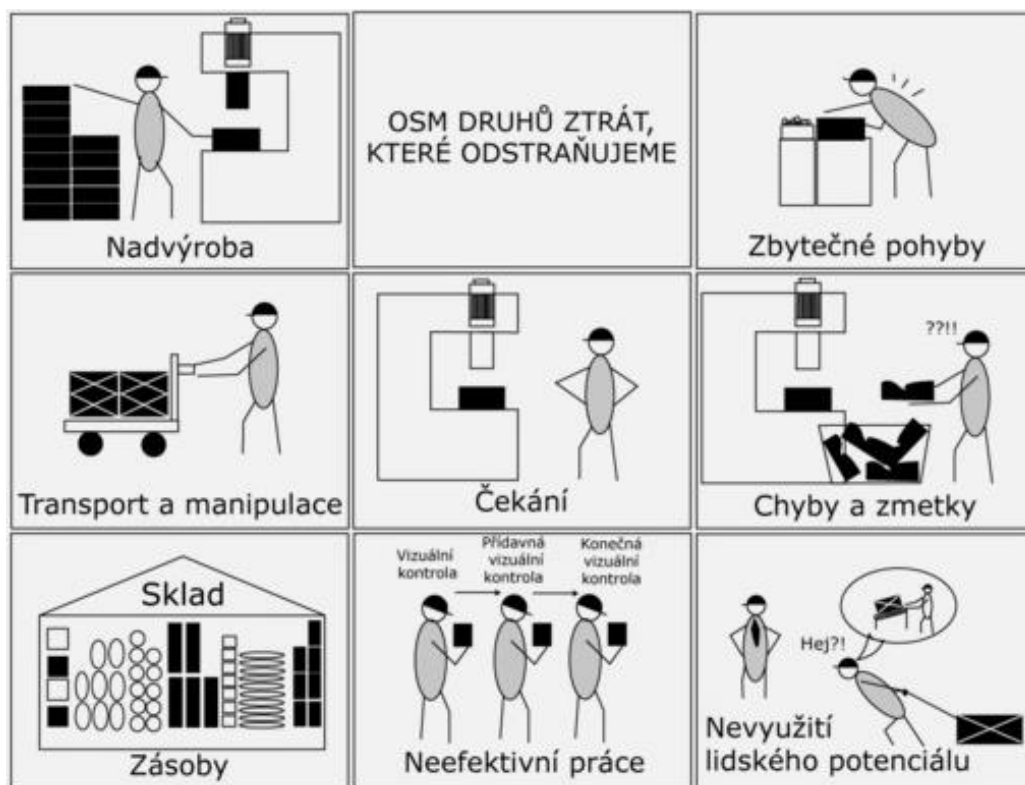 Nadvýroba
OSM DRUHŮ ZTRÁT,
KTERÉ ODSTRAŇUJEME
Zbytečné pohyby
Transport a manipulace
Čekání
??!!
Chyby a zmetky
Sklad
Zásoby
Vizuální
kontrola
Přídavná
vizuální
kontrola
Konečná
vizuální
kontrola
Neefektivní práce
Hej?!
Nevyužití
lidského potenciálu